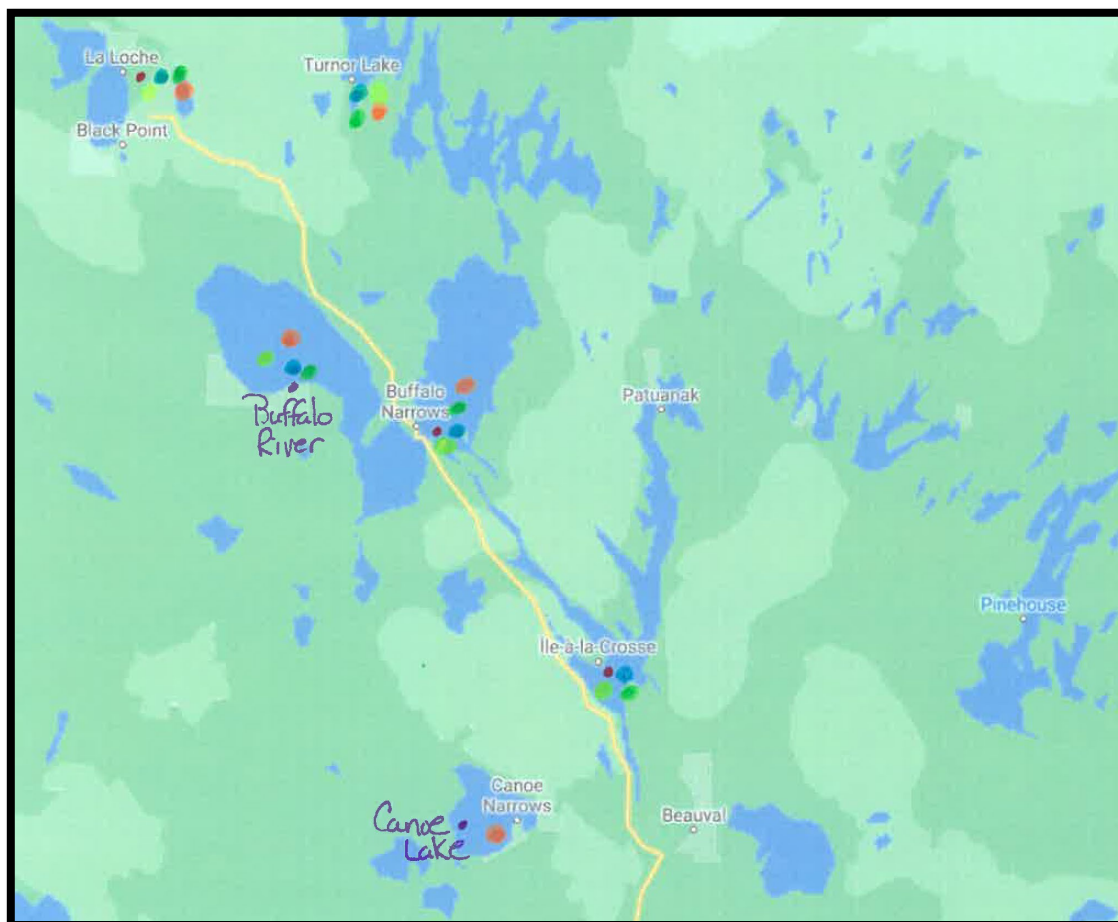 La Loche
Turnor Lake
Black Point
Buffalo
Narrows
Patuanak
Buffalo
River
Pinehouse
Île-à-la-Crosse
Canoe
Narrows
Canoe
Lake
Beauval